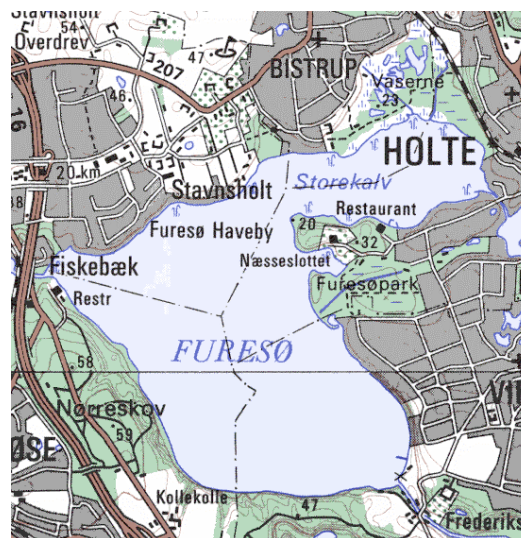 Stavnsholt
54
Overdrev
207
47
BISTRUP
Vaserne
23
46
16
HOLTE
20 km
Stavnsholt
Storekalv
38
Restaurant
20
Furesø Haveby
32
Næsseslottet
Fiskebæk
Furesøpark
Restr
FURESØ
58
Nørreskov
59
ØSE
Kollekolle
47
Frederiks